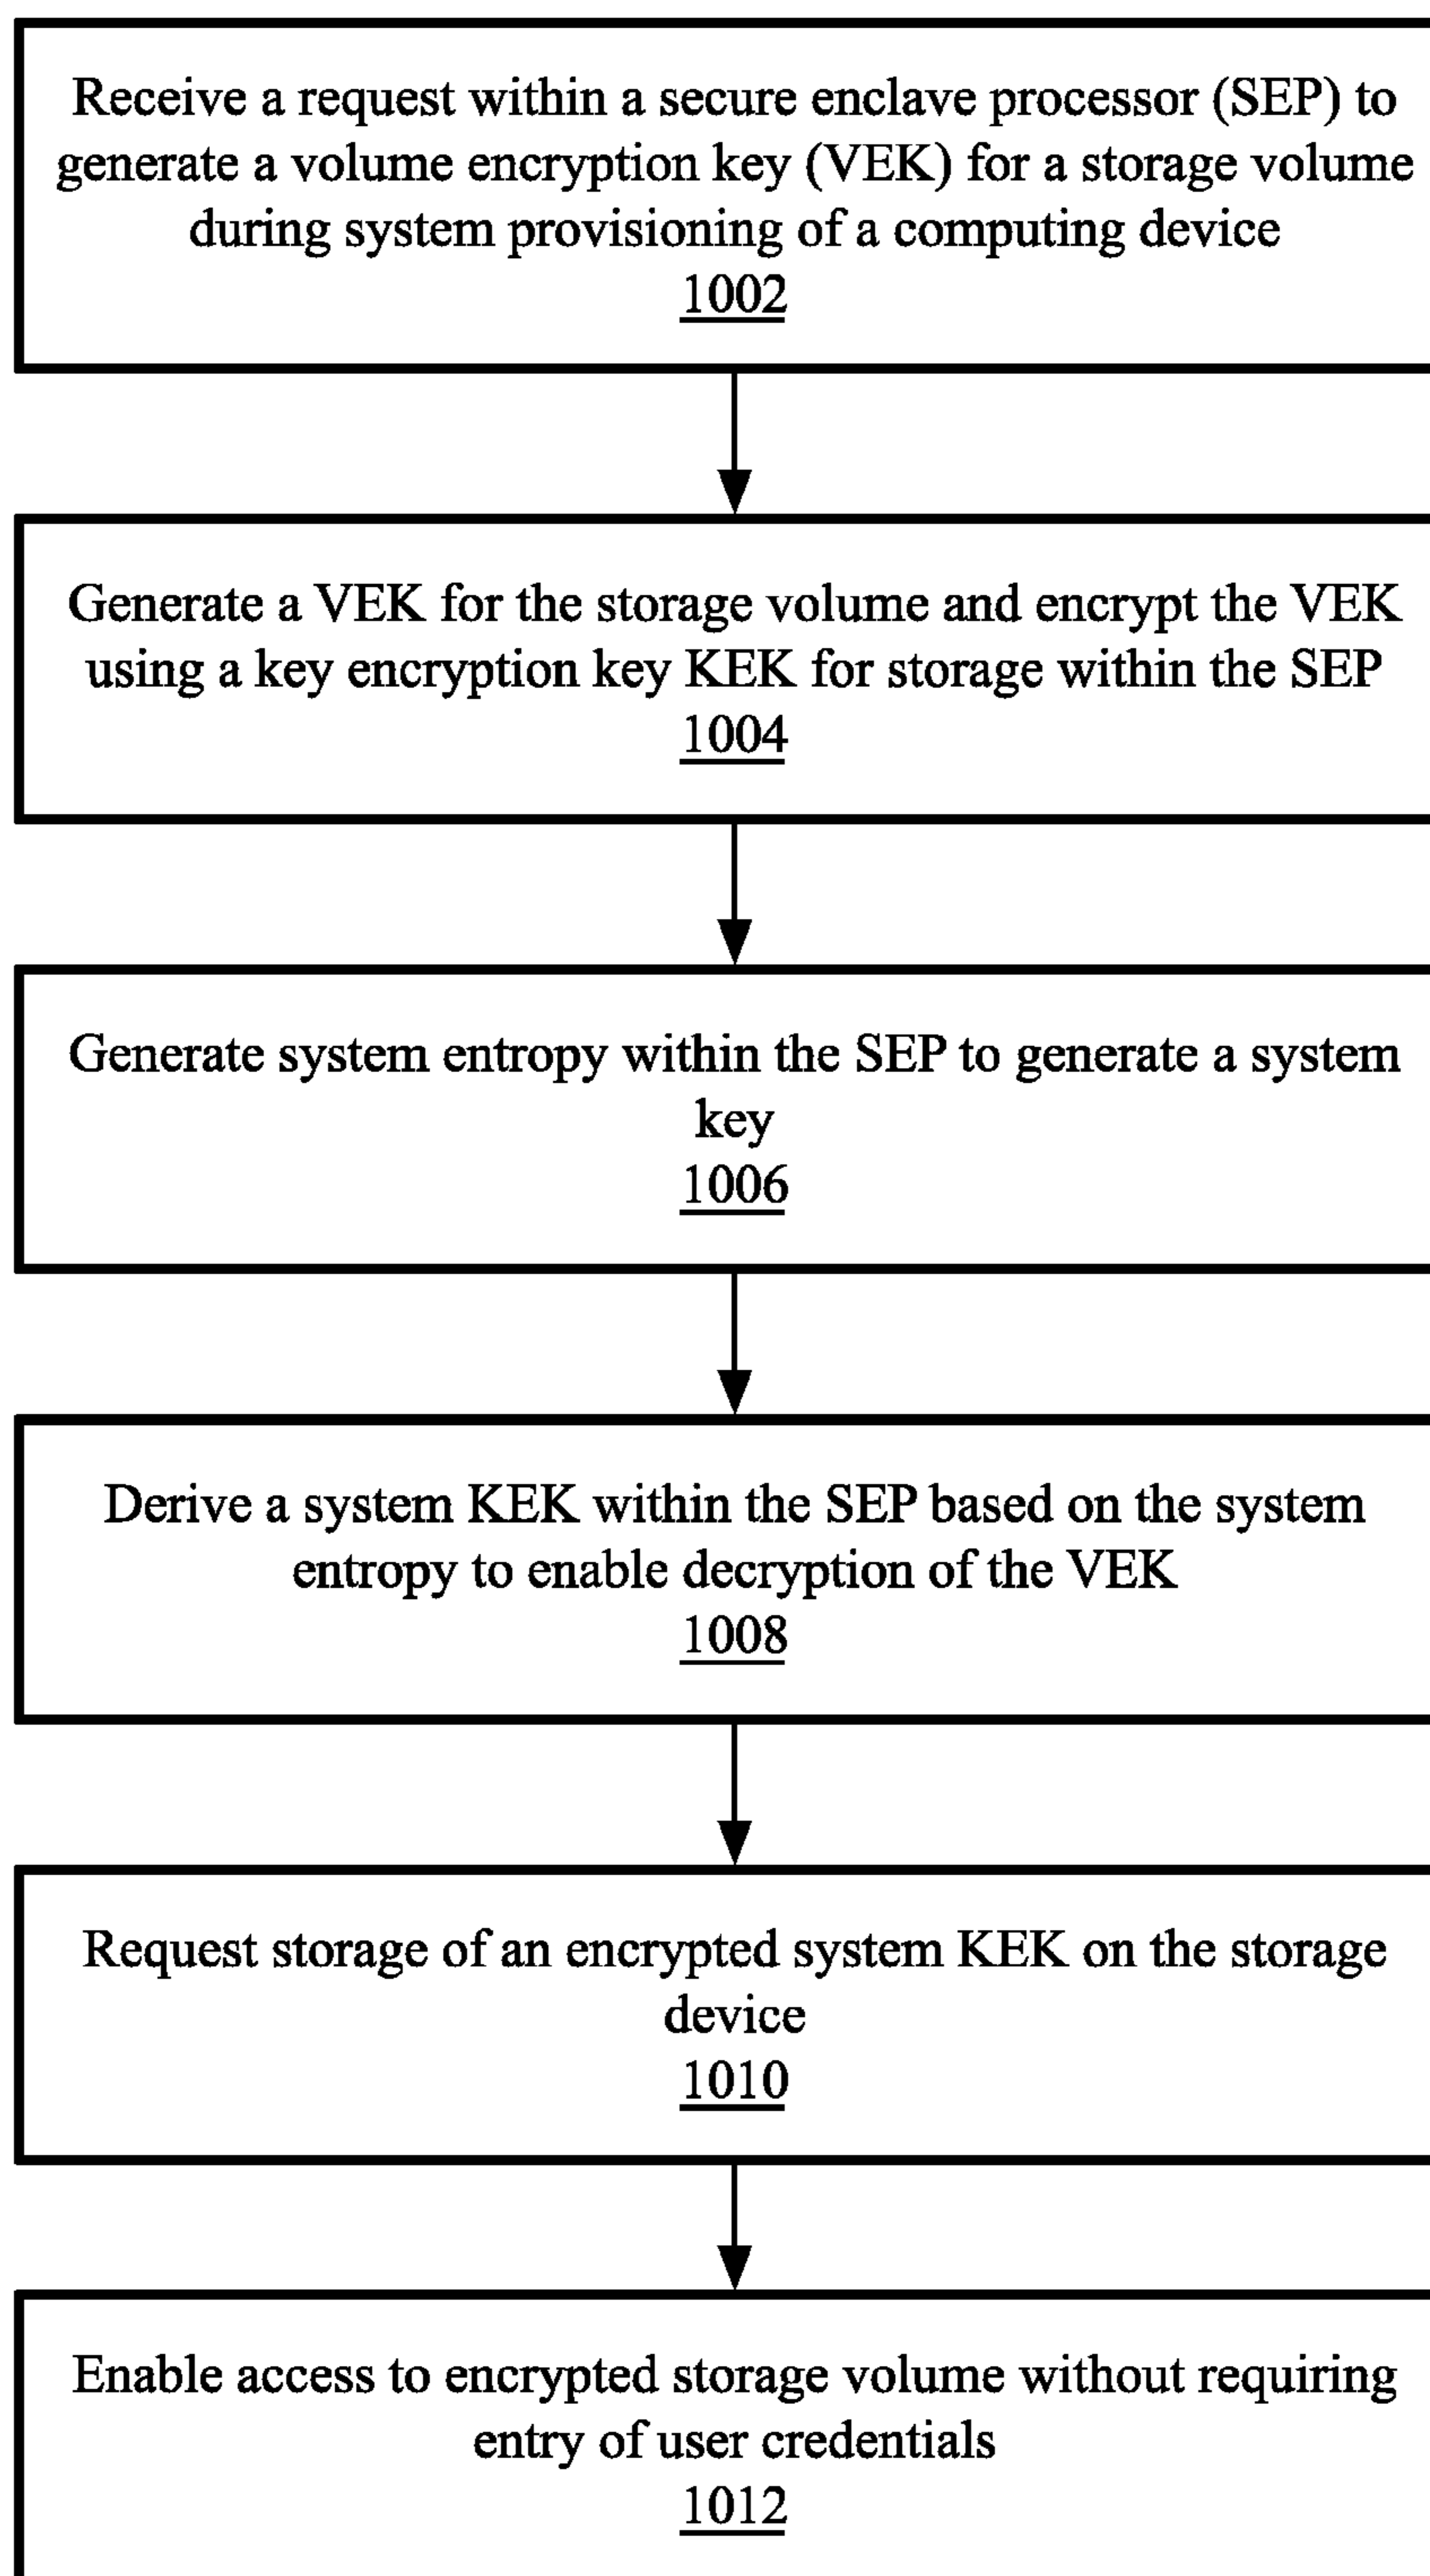 Receive a request within a secure enclave processor (SEP) to
generate a volume encryption key (VEK) for a storage volume
during system provisioning of a computing device
1002
Generate a VEK for the storage volume and encrypt the VEK
using a key encryption key KEK for storage within the SEP
1004
Generate system entropy within the SEP to generate a system
key
1006
Derive a system KEK within the SEP based on the system
entropy to enable decryption of the VEK
1008
Request storage of an encrypted system KEK on the storage
device
1010
Enable access to encrypted storage volume without requiring
entry of user credentials
1012